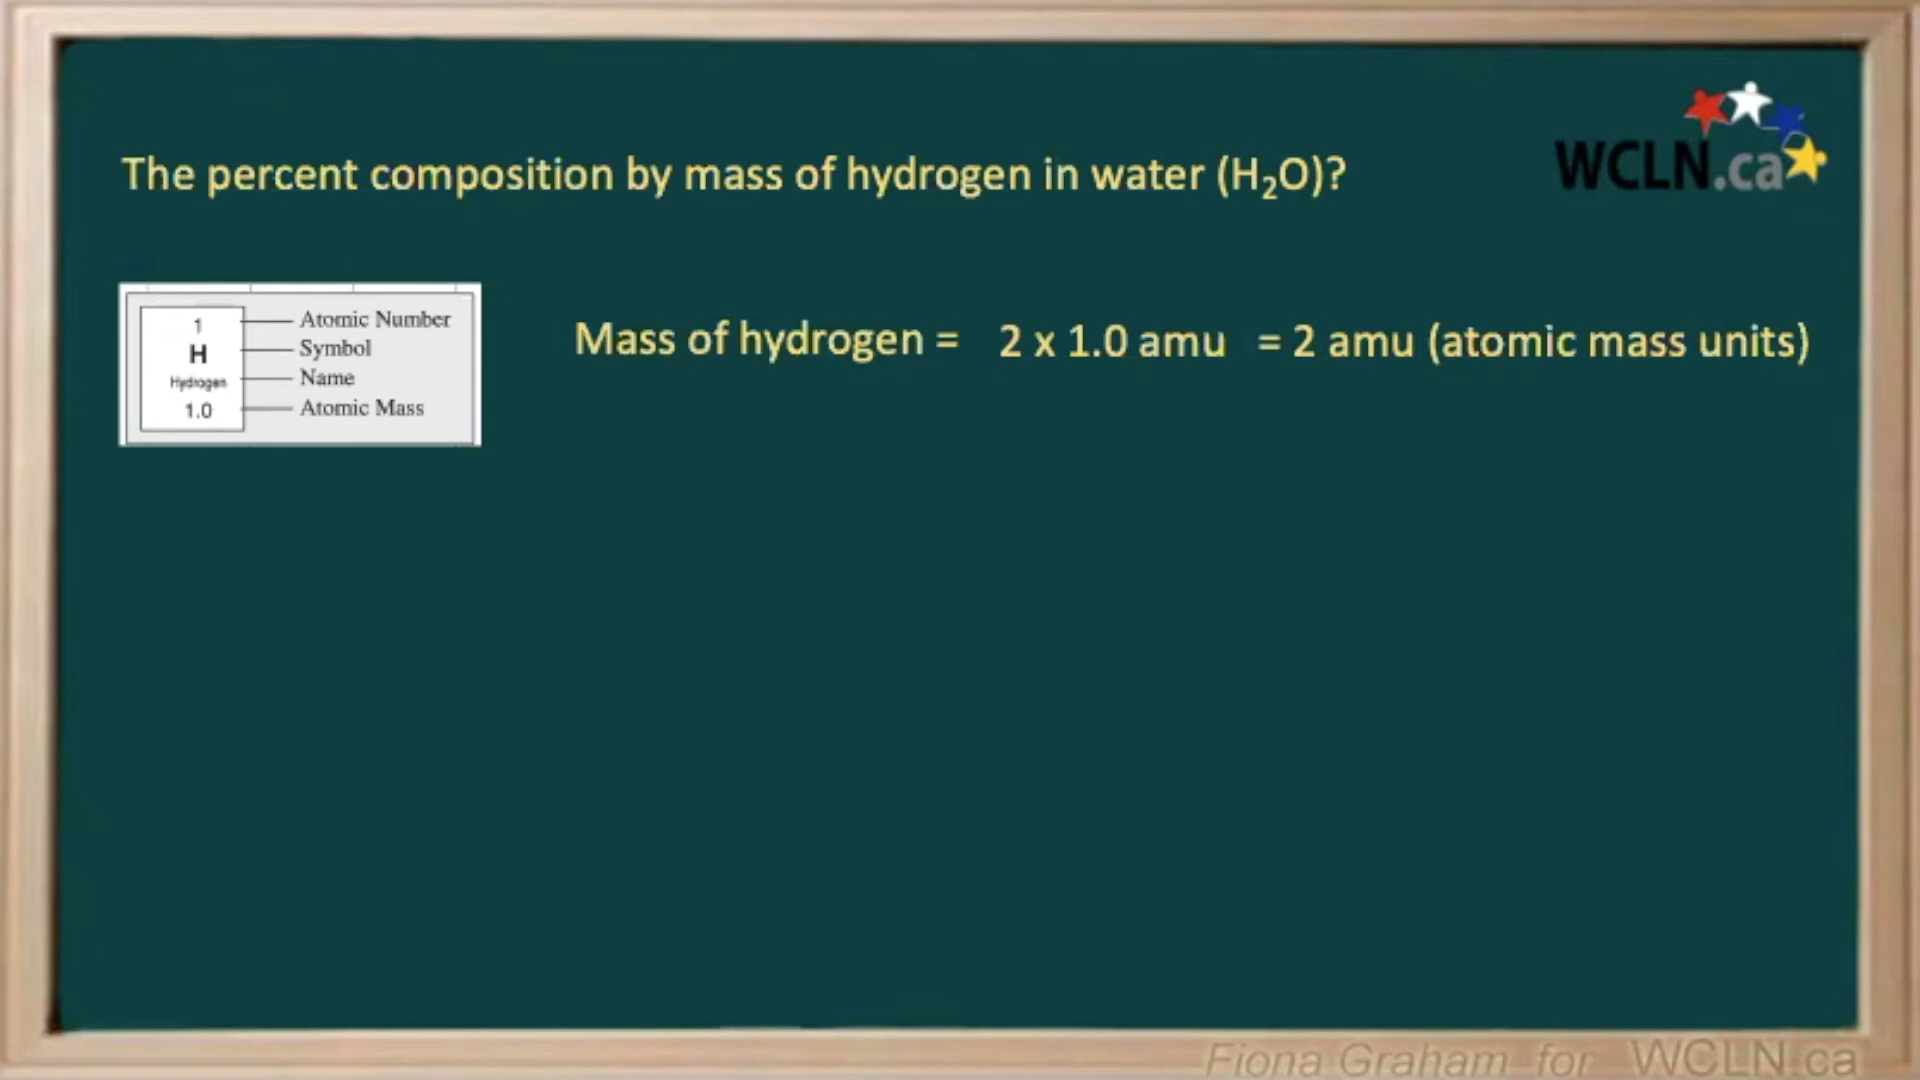 The percent composition by mass of hydrogen in water (H₂O)?
WCLN.ca
1
H
Hydrogen
1.0
Atomic Number
Symbol
Name
Atomic Mass
Mass of hydrogen = 2 x 1.0 amu = 2 amu (atomic mass units)
Fiona Graham for WCLN.ca